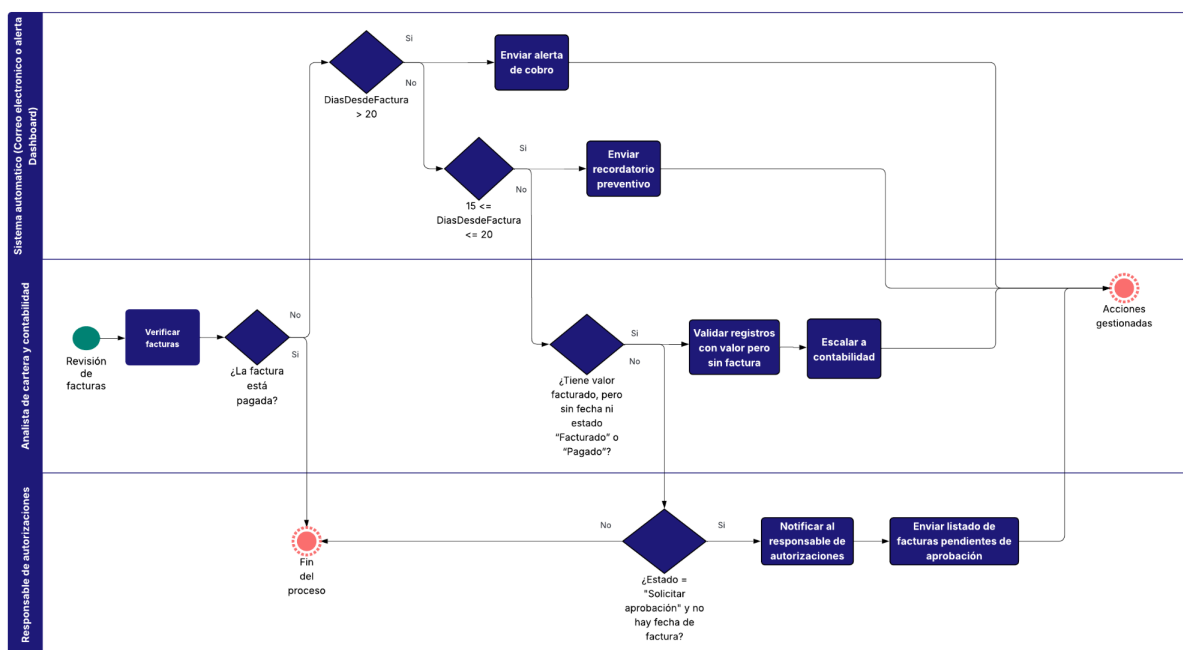 Sistema automatico (Correo electronico o alerta
Dashboard)
Si
No
DiasDesdeFactura
> 20
Enviar alerta
de cobro
Si
No
15 <=
DiasDesdeFactura
<= 20
Enviar
recordatorio
preventivo
Analista de cartera y contabilidad
Revisión
de
facturas
Verificar
facturas
No
Si
¿La factura
está
pagada?
Si
No
¿Tiene valor
facturado, pero
sin fecha ni
estado
“Facturado” o
“Pagado”?
Validar registros
con valor pero
sin factura
Escalar a
contabilidad
Acciones
gestionadas
Responsable de autorizaciones
Fin
del
proceso
No
Si
¿Estado =
"Solicitar
aprobación" y no
hay fecha de
factura?
Notificar al
responsable de
autorizaciones
Enviar listado de
facturas pendientes de
aprobación